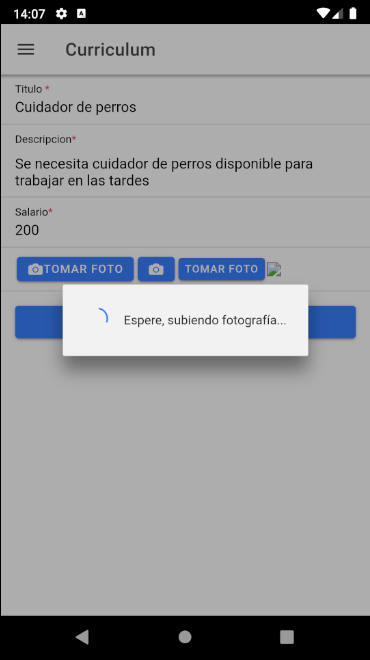 14:07
Curriculum
Titulo *
Cuidador de perros
Descripcion*
Se necesita cuidador de perros disponible para
trabajar en las tardes
Salario*
200
TOMAR FOTO TOMAR FOTO
Espere, subiendo fotografía...